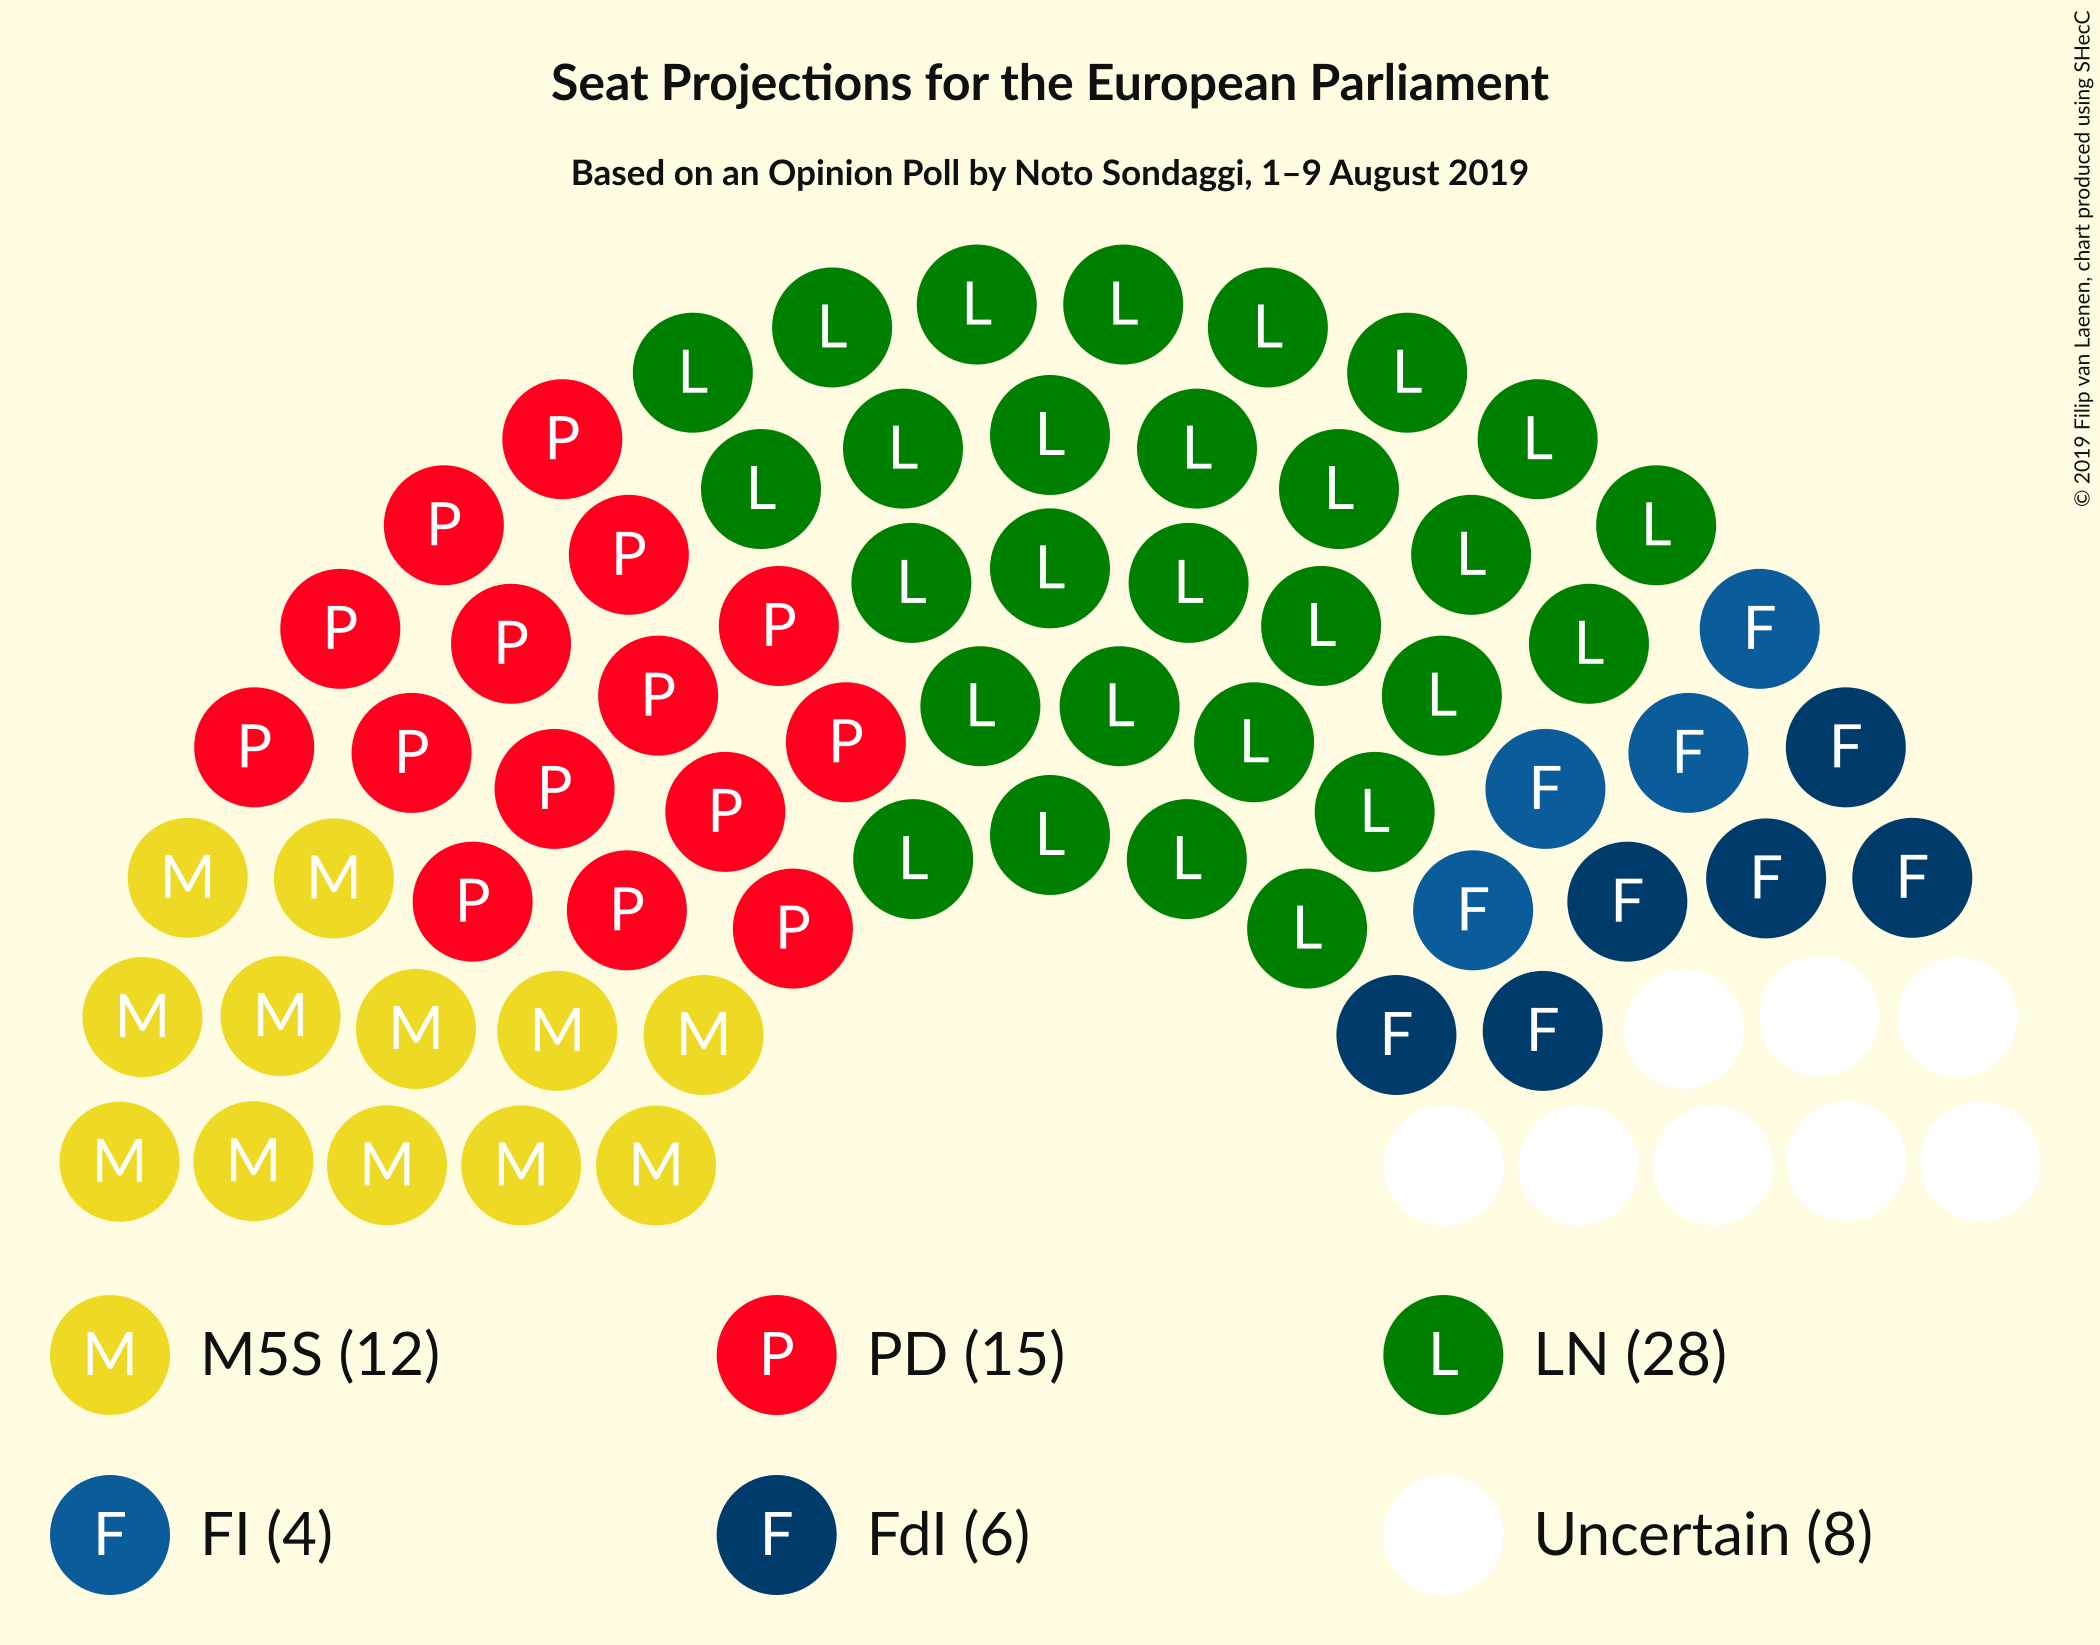 Seat Projections for the European Parliament
Based on an Opinion Poll by Noto Sondaggi, 1–9 August 2019
© 2019 Filip van Laenen, chart produced using SHecC
L L
L L
L L
P L L
L L L
L L
P L
P L L L
L L
P P L F
P L
P L
L L
P P L F
P F
P F
P L
L
L L
M M F F
P F
P F
P L
M M M M M F F
M M M M M
M M5S (12)
P PD (15)
L LN (28)
F FI (4)
F FdI (6)
Uncertain (8)